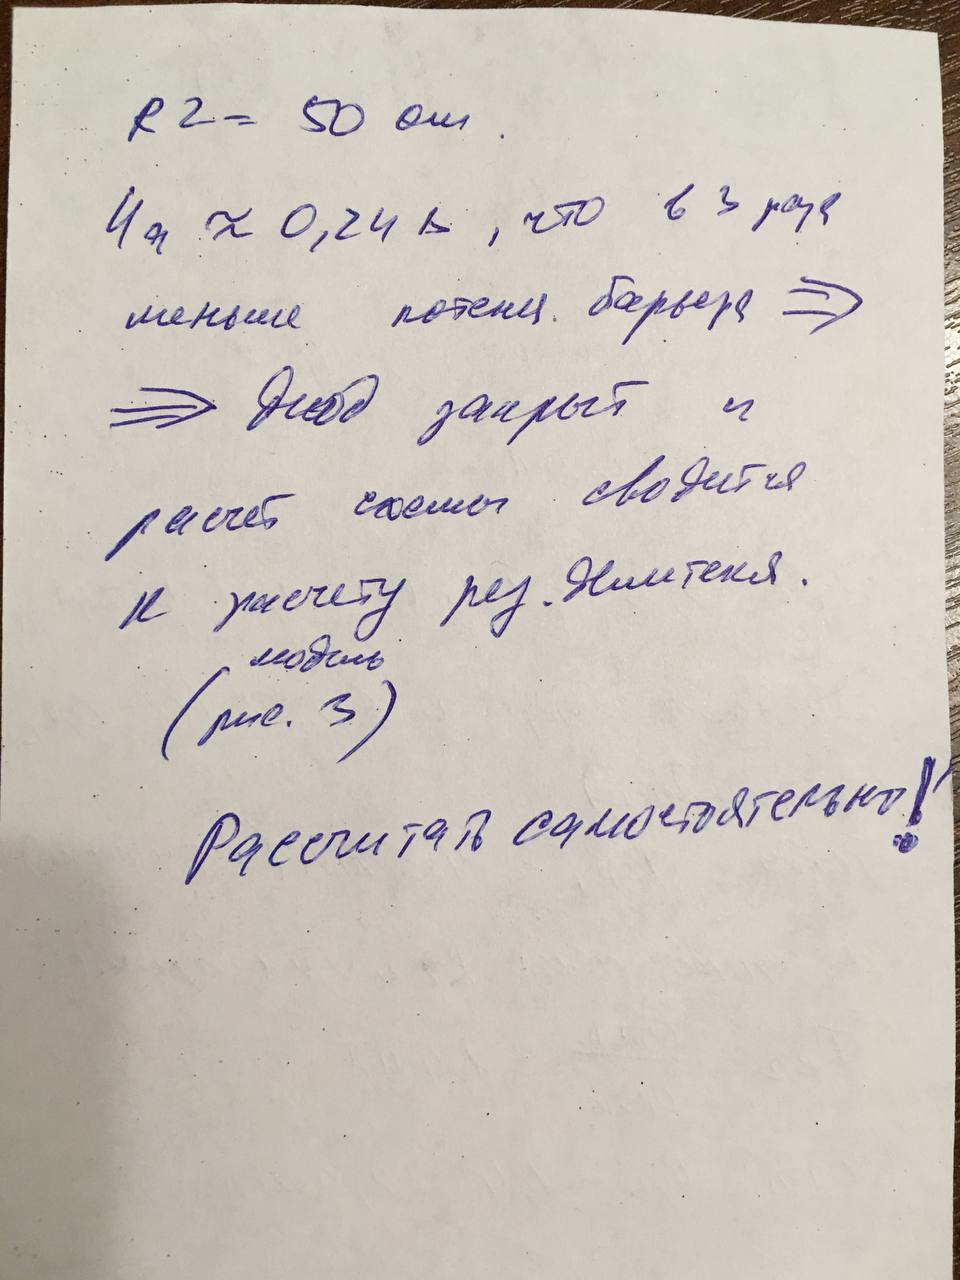 R2 = 50 ом.
Uд ≈ 0,24 В, что в 3 раза
меньше потенц. барьера ⇒
⇒ Диод закрыт и
расчет схемы сводится
к расчету рез. делителя.
модель
(рис. 3)
Рассчитать самостоятельно!